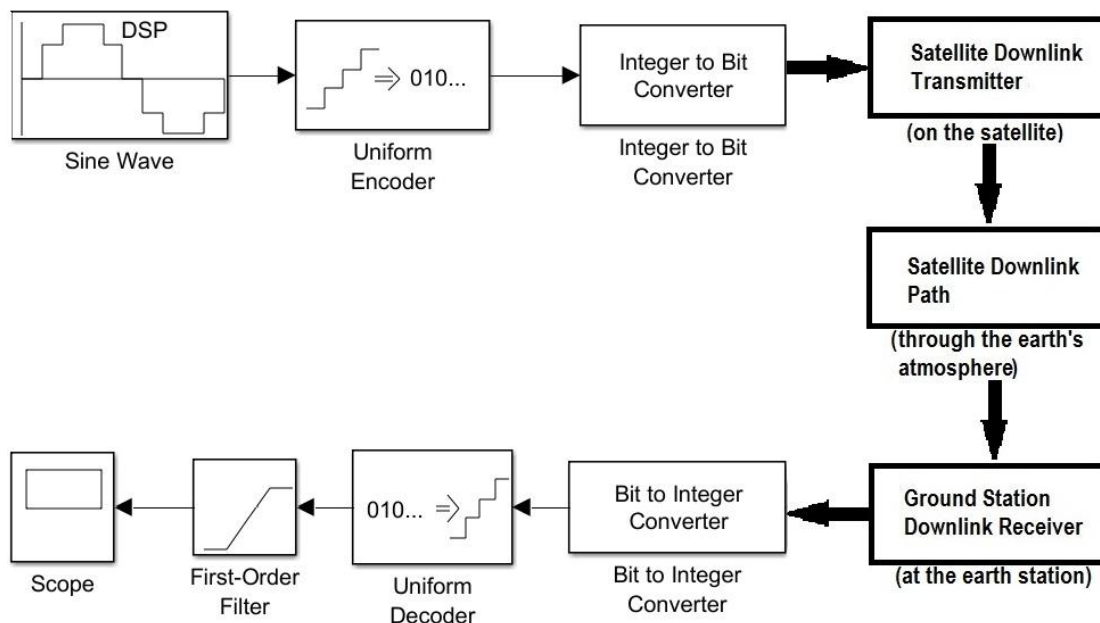 DSP
Sine Wave
010...
Uniform
Encoder
Integer to Bit
Converter
Integer to Bit
Converter
Satellite Downlink
Transmitter
(on the satellite)
Satellite Downlink
Path
(through the earth's
atmosphere)
Ground Station
Downlink Receiver
(at the earth station)
Bit to Integer
Converter
Bit to Integer
Converter
010...
Uniform
Decoder
First-Order
Filter
Scope